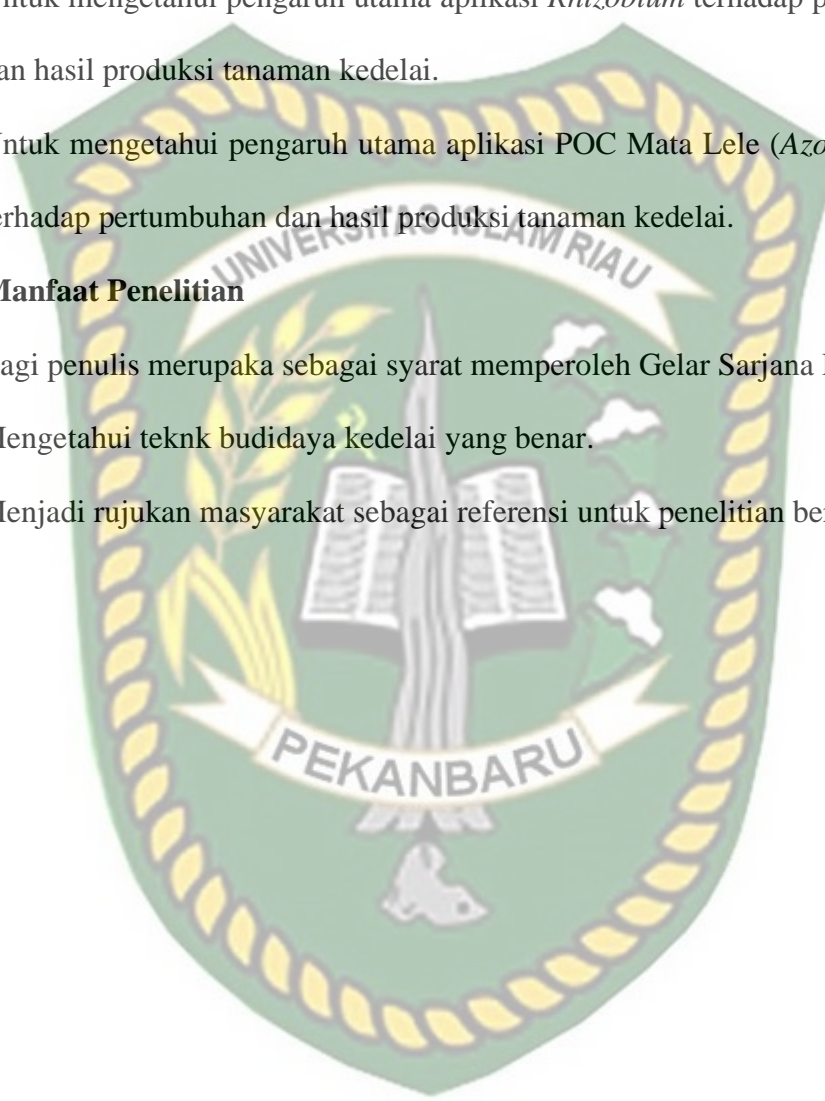 ntuk mengetahui pengaruh utama aplikasi Rhizobium terhadap p
an hasil produksi tanaman kedelai.
ntuk mengetahui pengaruh utama aplikasi POC Mata Lele (Azo
erhadap pertumbuhan dan hasil produksi tanaman kedelai.
UNIVERSITAS ISLAM RIAU
Manfaat Penelitian
agi penulis merupaka sebagai syarat memperoleh Gelar Sarjana
Mengetahui teknk budidaya kedelai yang benar.
Menjadi rujukan masyarakat sebagai referensi untuk penelitian be
PEKANBARU